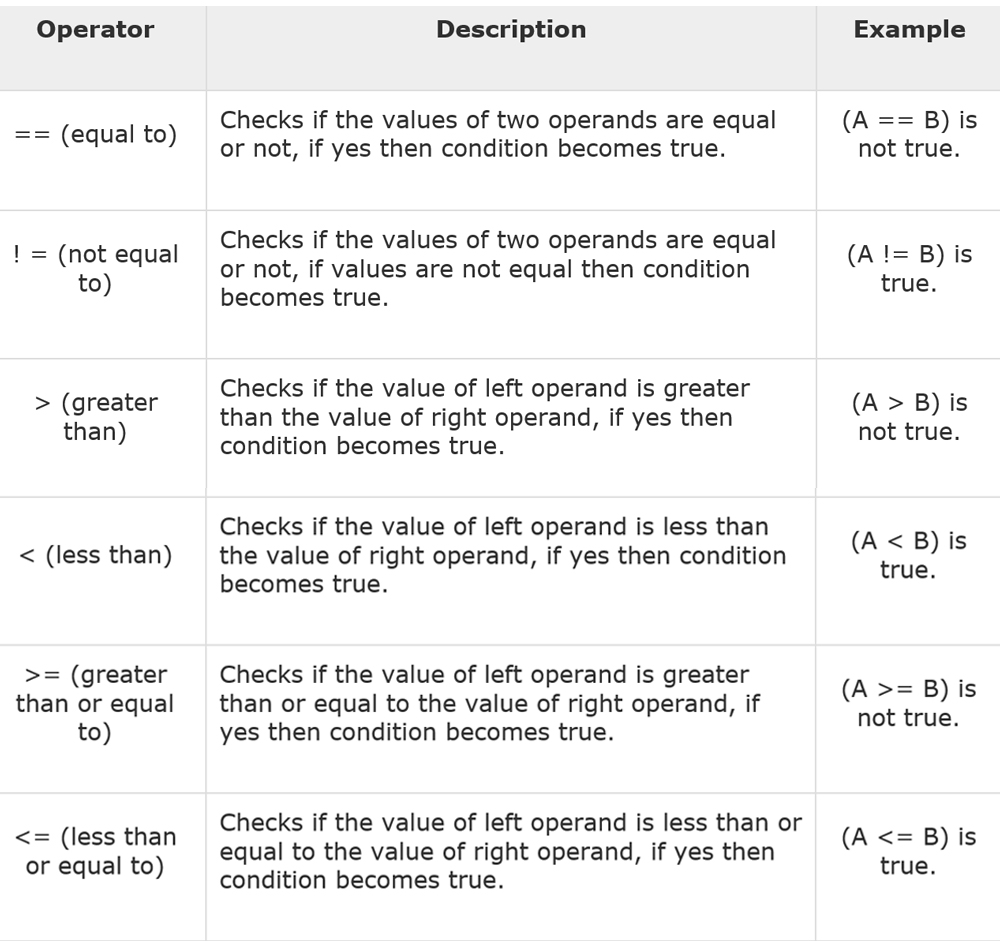 Operator Description Example
== (equal to)
Checks if the values of two operands are equal
or not, if yes then condition becomes true.
(A == B) is
not true.
! = (not equal
to)
Checks if the values of two operands are equal
or not, if values are not equal then condition
becomes true.
(A != B) is
true.
> (greater
than)
Checks if the value of left operand is greater
than the value of right operand, if yes then
condition becomes true.
(A > B) is
not true.
< (less than)
Checks if the value of left operand is less than
the value of right operand, if yes then condition
becomes true.
(A < B) is
true.
>= (greater
than or equal
to)
Checks if the value of left operand is greater
than or equal to the value of right operand, if
yes then condition becomes true.
(A >= B) is
not true.
<= (less than
or equal to)
Checks if the value of left operand is less than or
equal to the value of right operand, if yes then
condition becomes true.
(A <= B) is
true.